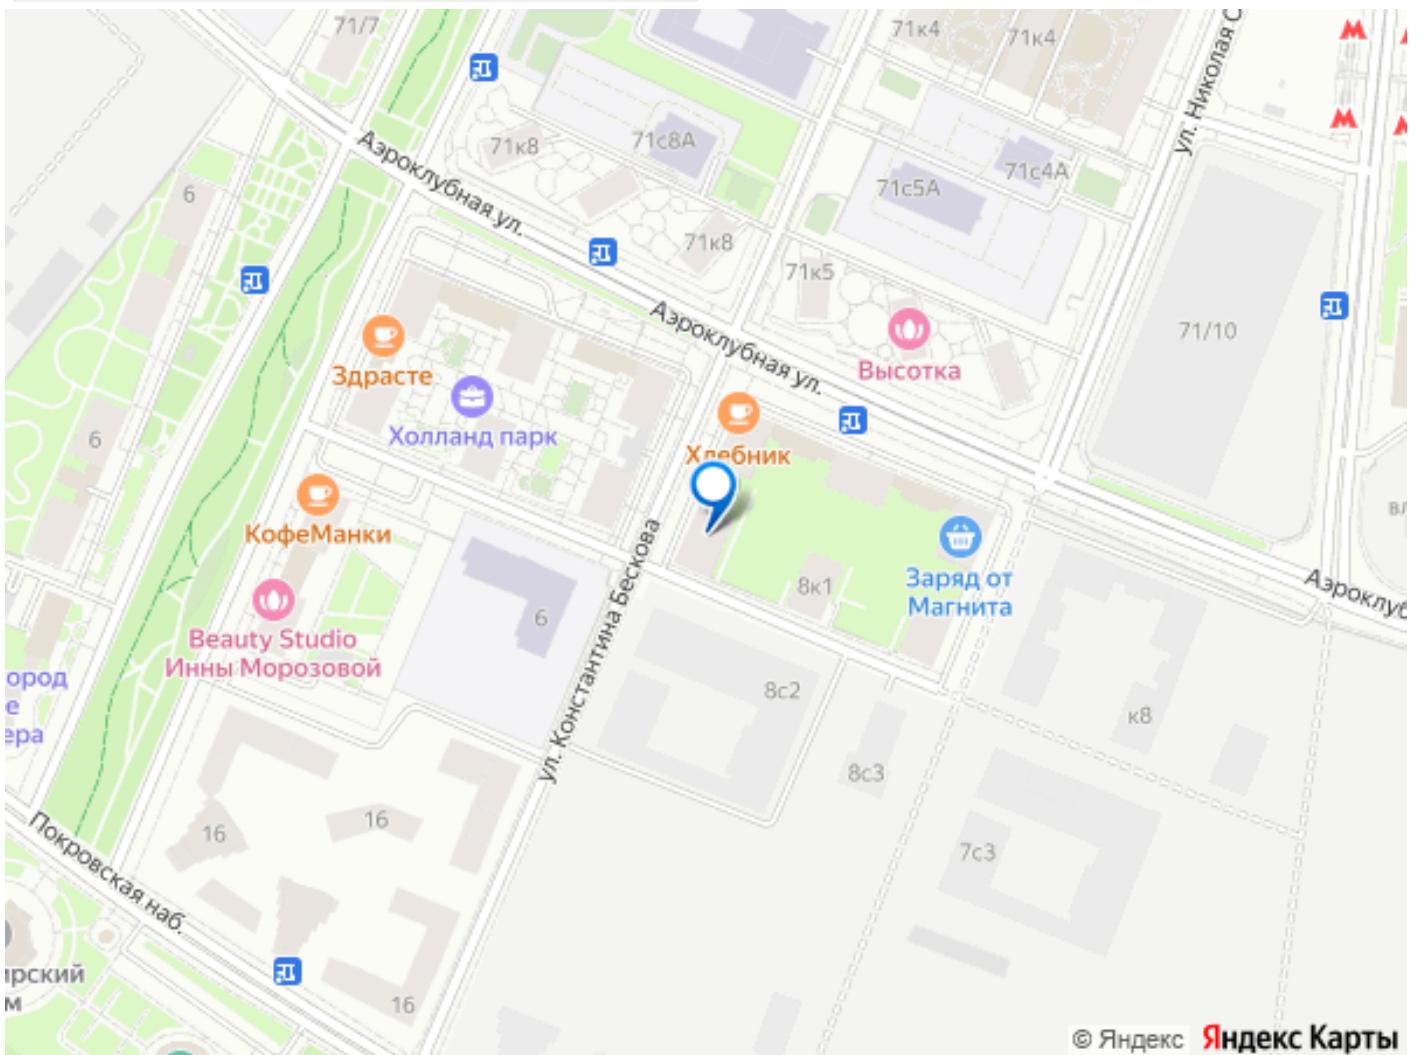 71/7
71к4
71к4
ул. Николая С
Аэроклубная ул.
71к8
71с8А
71с4А
71с5А
6
71к8
71к5
Аэроклубная ул.
71/10
Высотка
Здрасте
Холланд парк
Хлебник
6
КофеМанки
ул. Константина Бескова
Заряд от
Магнита
8к1
Аэроклуб
6
Beauty Studio
Инны Морозовой
ород
е
ера
8с2
к8
8с3
16
16
7с3
Покровская наб.
ирский
м
16
© Яндекс Яндекс Карты